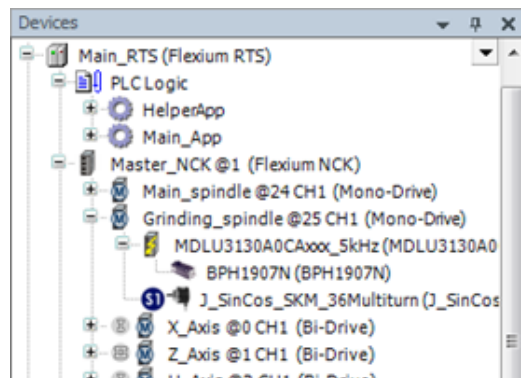 Devices
Main_RTS (Flexium RTS)
PLC Logic
HelperApp
Main_App
Master_NCK @1 (Flexium NCK)
Main_spindle @24 CH1 (Mono-Drive)
Grinding_spindle @25 CH1 (Mono-Drive)
MDLU3130A0CAxxx_5kHz (MDLU3130A0
BPH1907N (BPH1907N)
S1 J_SinCos_SKM_36Multiturn (J_SinCos
X_Axis @0 CH1 (Bi-Drive)
Z_Axis @1 CH1 (Bi-Drive)